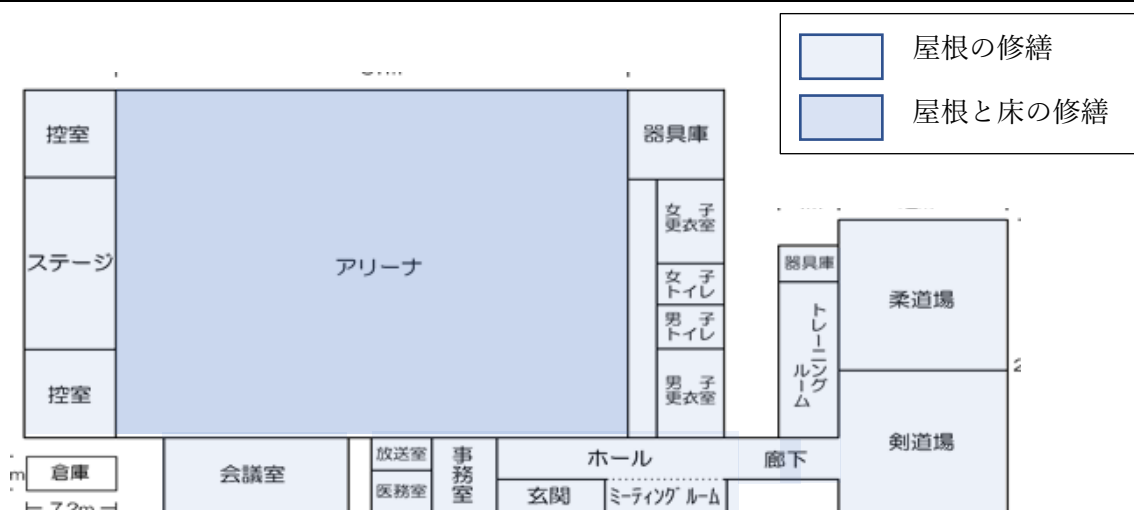 屋根の修繕
屋根と床の修繕
控室
器具庫
女子
更衣室
ステージ
アリーナ
女子
トイレ
器具庫
柔道場
男子
トイレ
トレーニング
ルーム
控室
男子
更衣室
剣道場
放送室
事務室
ホール
廊下
倉庫
会議室
医務室
玄関
ミーティングルーム
7.2m